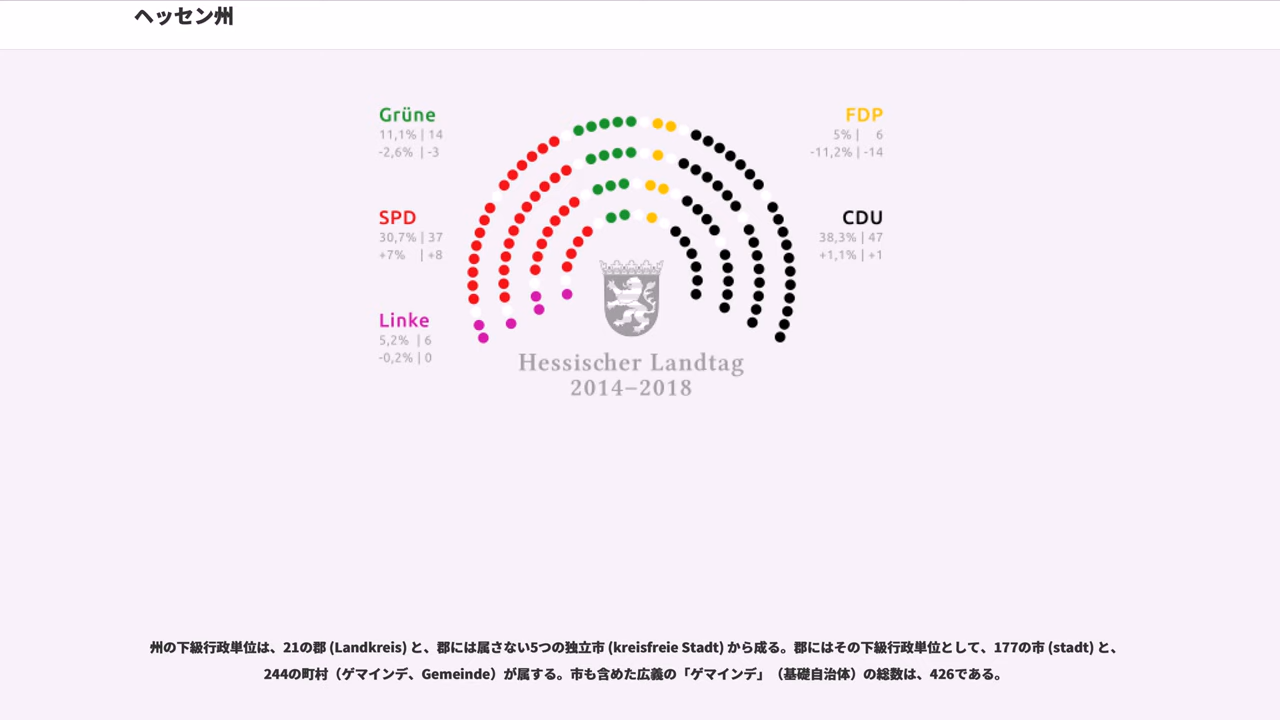 ヘッセン州
Grüne
11,1% | 14
-2,6% | -3
FDP
5% | 6
-11,2% | -14
SPD
30,7% | 37
+7% | +8
CDU
38,3% | 47
+1,1% | +1
Linke
5,2% | 6
-0,2% | 0
Hessischer Landtag
2014–2018
州の下級行政単位は、21の郡 (Landkreis) と、郡には属さない5つの独立市 (kreisfreie Stadt) から成る。郡にはその下級行政単位として、177の市 (stadt) と、
244の町村（ゲマインデ、Gemeinde）が属する。市も含めた広義の「ゲマインデ」（基礎自治体）の総数は、426である。